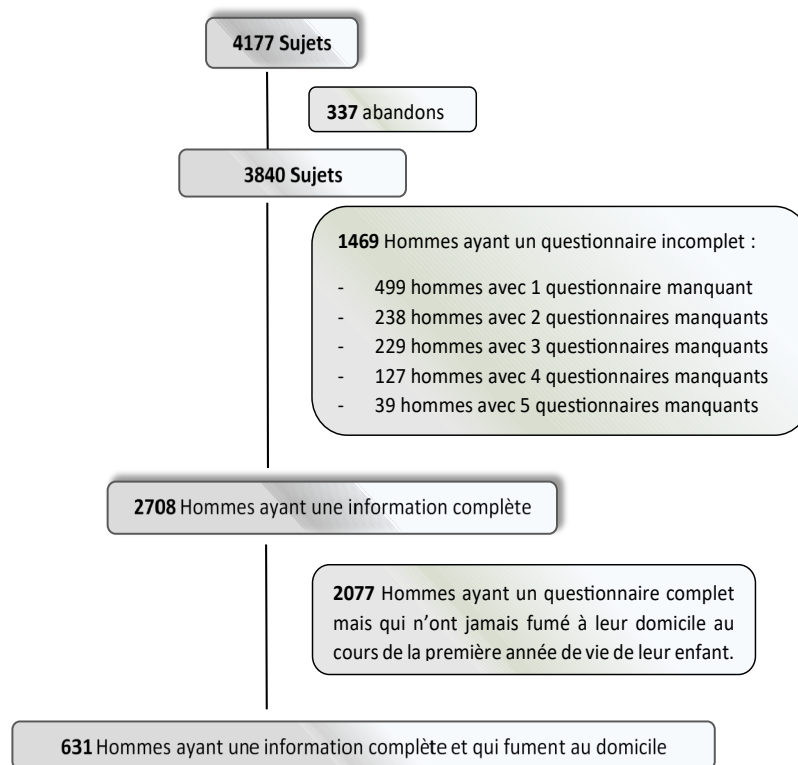 4177 Sujets
337 abandons
3840 Sujets
1469 Hommes ayant un questionnaire incomplet :
- 499 hommes avec 1 questionnaire manquant
- 238 hommes avec 2 questionnaires manquants
- 229 hommes avec 3 questionnaires manquants
- 127 hommes avec 4 questionnaires manquants
- 39 hommes avec 5 questionnaires manquants
2708 Hommes ayant une information complète
2077 Hommes ayant un questionnaire complet
mais qui n'ont jamais fumé à leur domicile au
cours de la première année de vie de leur enfant.
631 Hommes ayant une information complète et qui fument au domicile